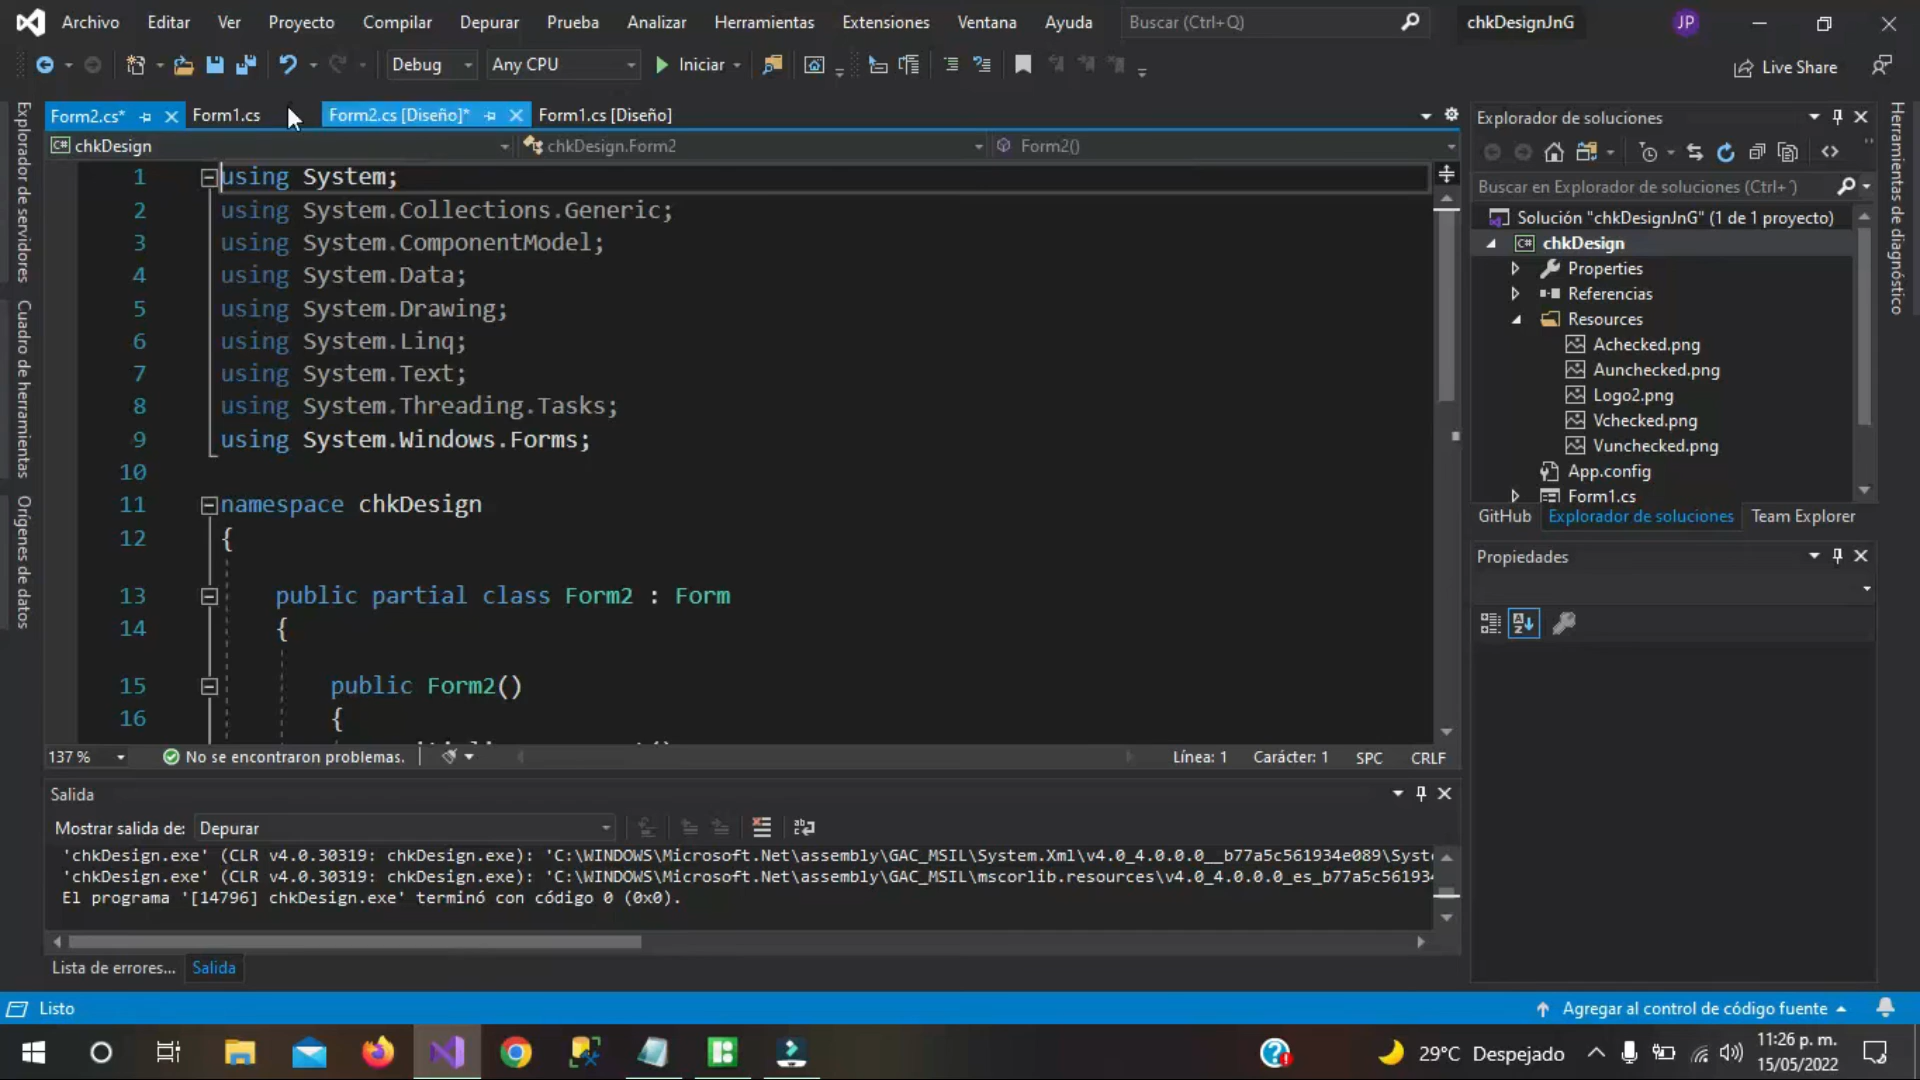 Archivo Editar Ver Proyecto Compilar Depurar Prueba Analizar Herramientas Extensiones Ventana Ayuda Buscar (Ctrl+Q) chkDesignJnG JP
Debug Any CPU Iniciar Live Share
Form2.cs* Form1.cs Form2.cs [Diseño]* Form1.cs [Diseño]
chkDesign chkDesign.Form2 Form2()
1 using System;
2 using System.Collections.Generic;
3 using System.ComponentModel;
4 using System.Data;
5 using System.Drawing;
6 using System.Linq;
7 using System.Text;
8 using System.Threading.Tasks;
9 using System.Windows.Forms;
10
11 namespace chkDesign
12 {
13 public partial class Form2 : Form
14 {
15 public Form2()
16 {
137 % No se encontraron problemas. Línea: 1 Carácter: 1 SPC CRLF
Salida
Mostrar salida de: Depurar
'chkDesign.exe' (CLR v4.0.30319: chkDesign.exe): 'C:\WINDOWS\Microsoft.Net\assembly\GAC_MSIL\System.Xml\v4.0_4.0.0.0__b77a5c561934e089\Syst
'chkDesign.exe' (CLR v4.0.30319: chkDesign.exe): 'C:\WINDOWS\Microsoft.Net\assembly\GAC_MSIL\mscorlib.resources\v4.0_4.0.0.0_es_b77a5c56193
El programa '[14796] chkDesign.exe' terminó con código 0 (0x0).
Lista de errores... Salida
Explorador de servidores
Cuadro de herramientas
Orígenes de datos
Explorador de soluciones
Buscar en Explorador de soluciones (Ctrl+´)
Solución "chkDesignJnG" (1 de 1 proyecto)
C# chkDesign
Properties
Referencias
Resources
Achecked.png
Aunchecked.png
Logo2.png
Vchecked.png
Vunchecked.png
App.config
Form1.cs
GitHub Explorador de soluciones Team Explorer
Propiedades
Herramientas de diagnóstico
Listo Agregar al control de código fuente
29°C Despejado
11:26 p. m.
15/05/2022